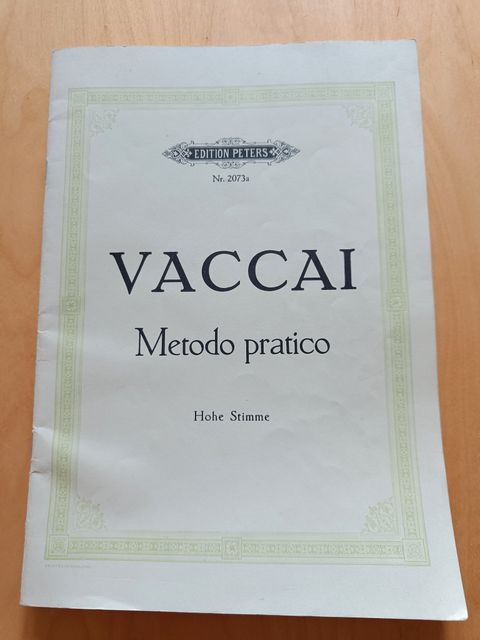 EDITION PETERS
Nr. 2073a
VACCAI
Metodo pratico
Hohe Stimme